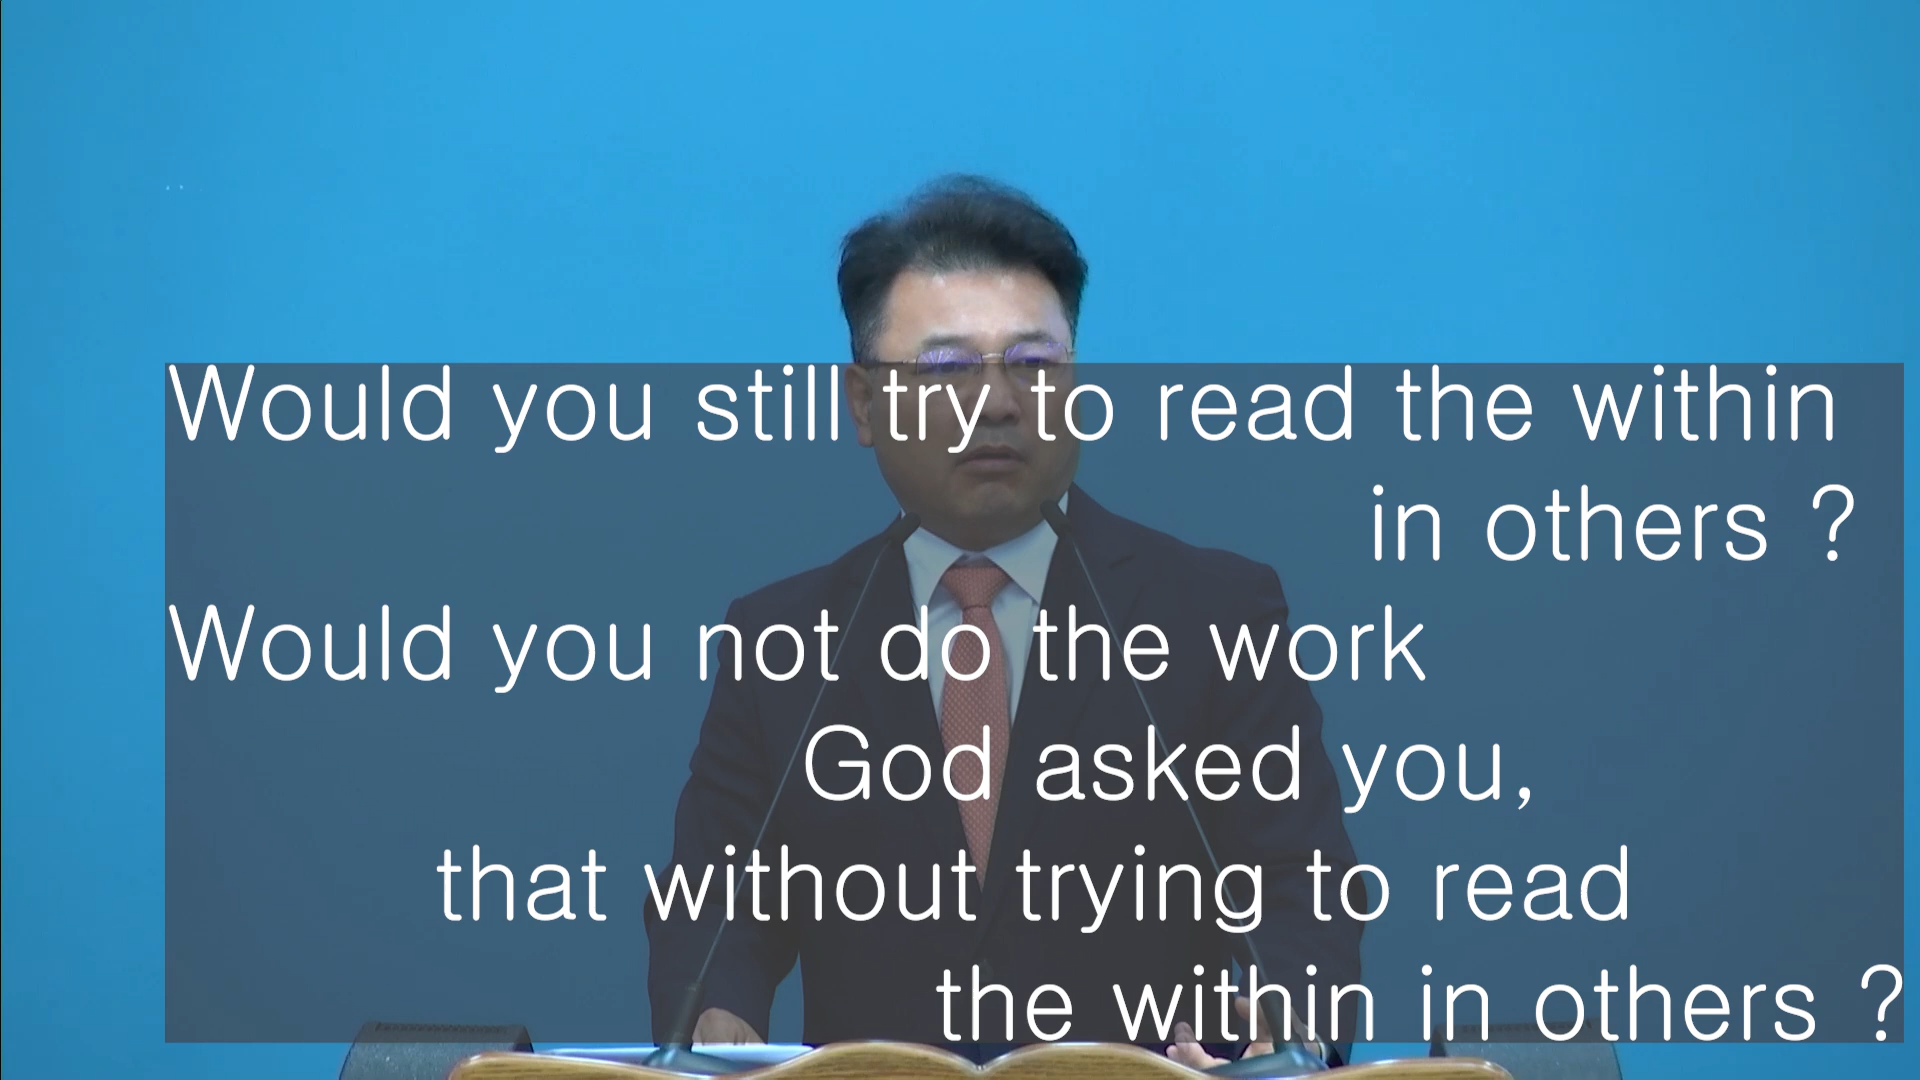 Would you still try to read the within
in others ?
Would you not do the work
God asked you,
that without trying to read
the within in others ?